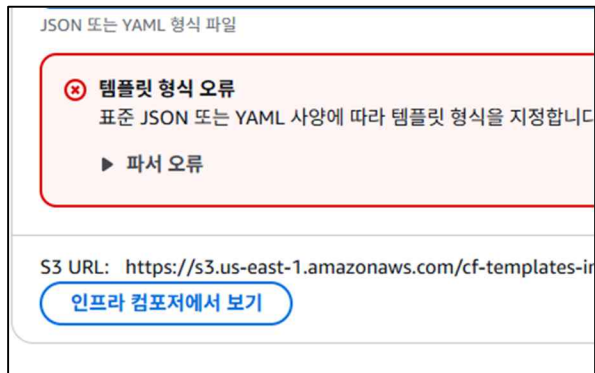 JSON 또는 YAML 형식 파일
템플릿 형식 오류
표준 JSON 또는 YAML 사양에 따라 템플릿 형식을 지정합니다
▶ 파서 오류
S3 URL: https://s3.us-east-1.amazonaws.com/cf-templates-in
인프라 컴포저에서 보기